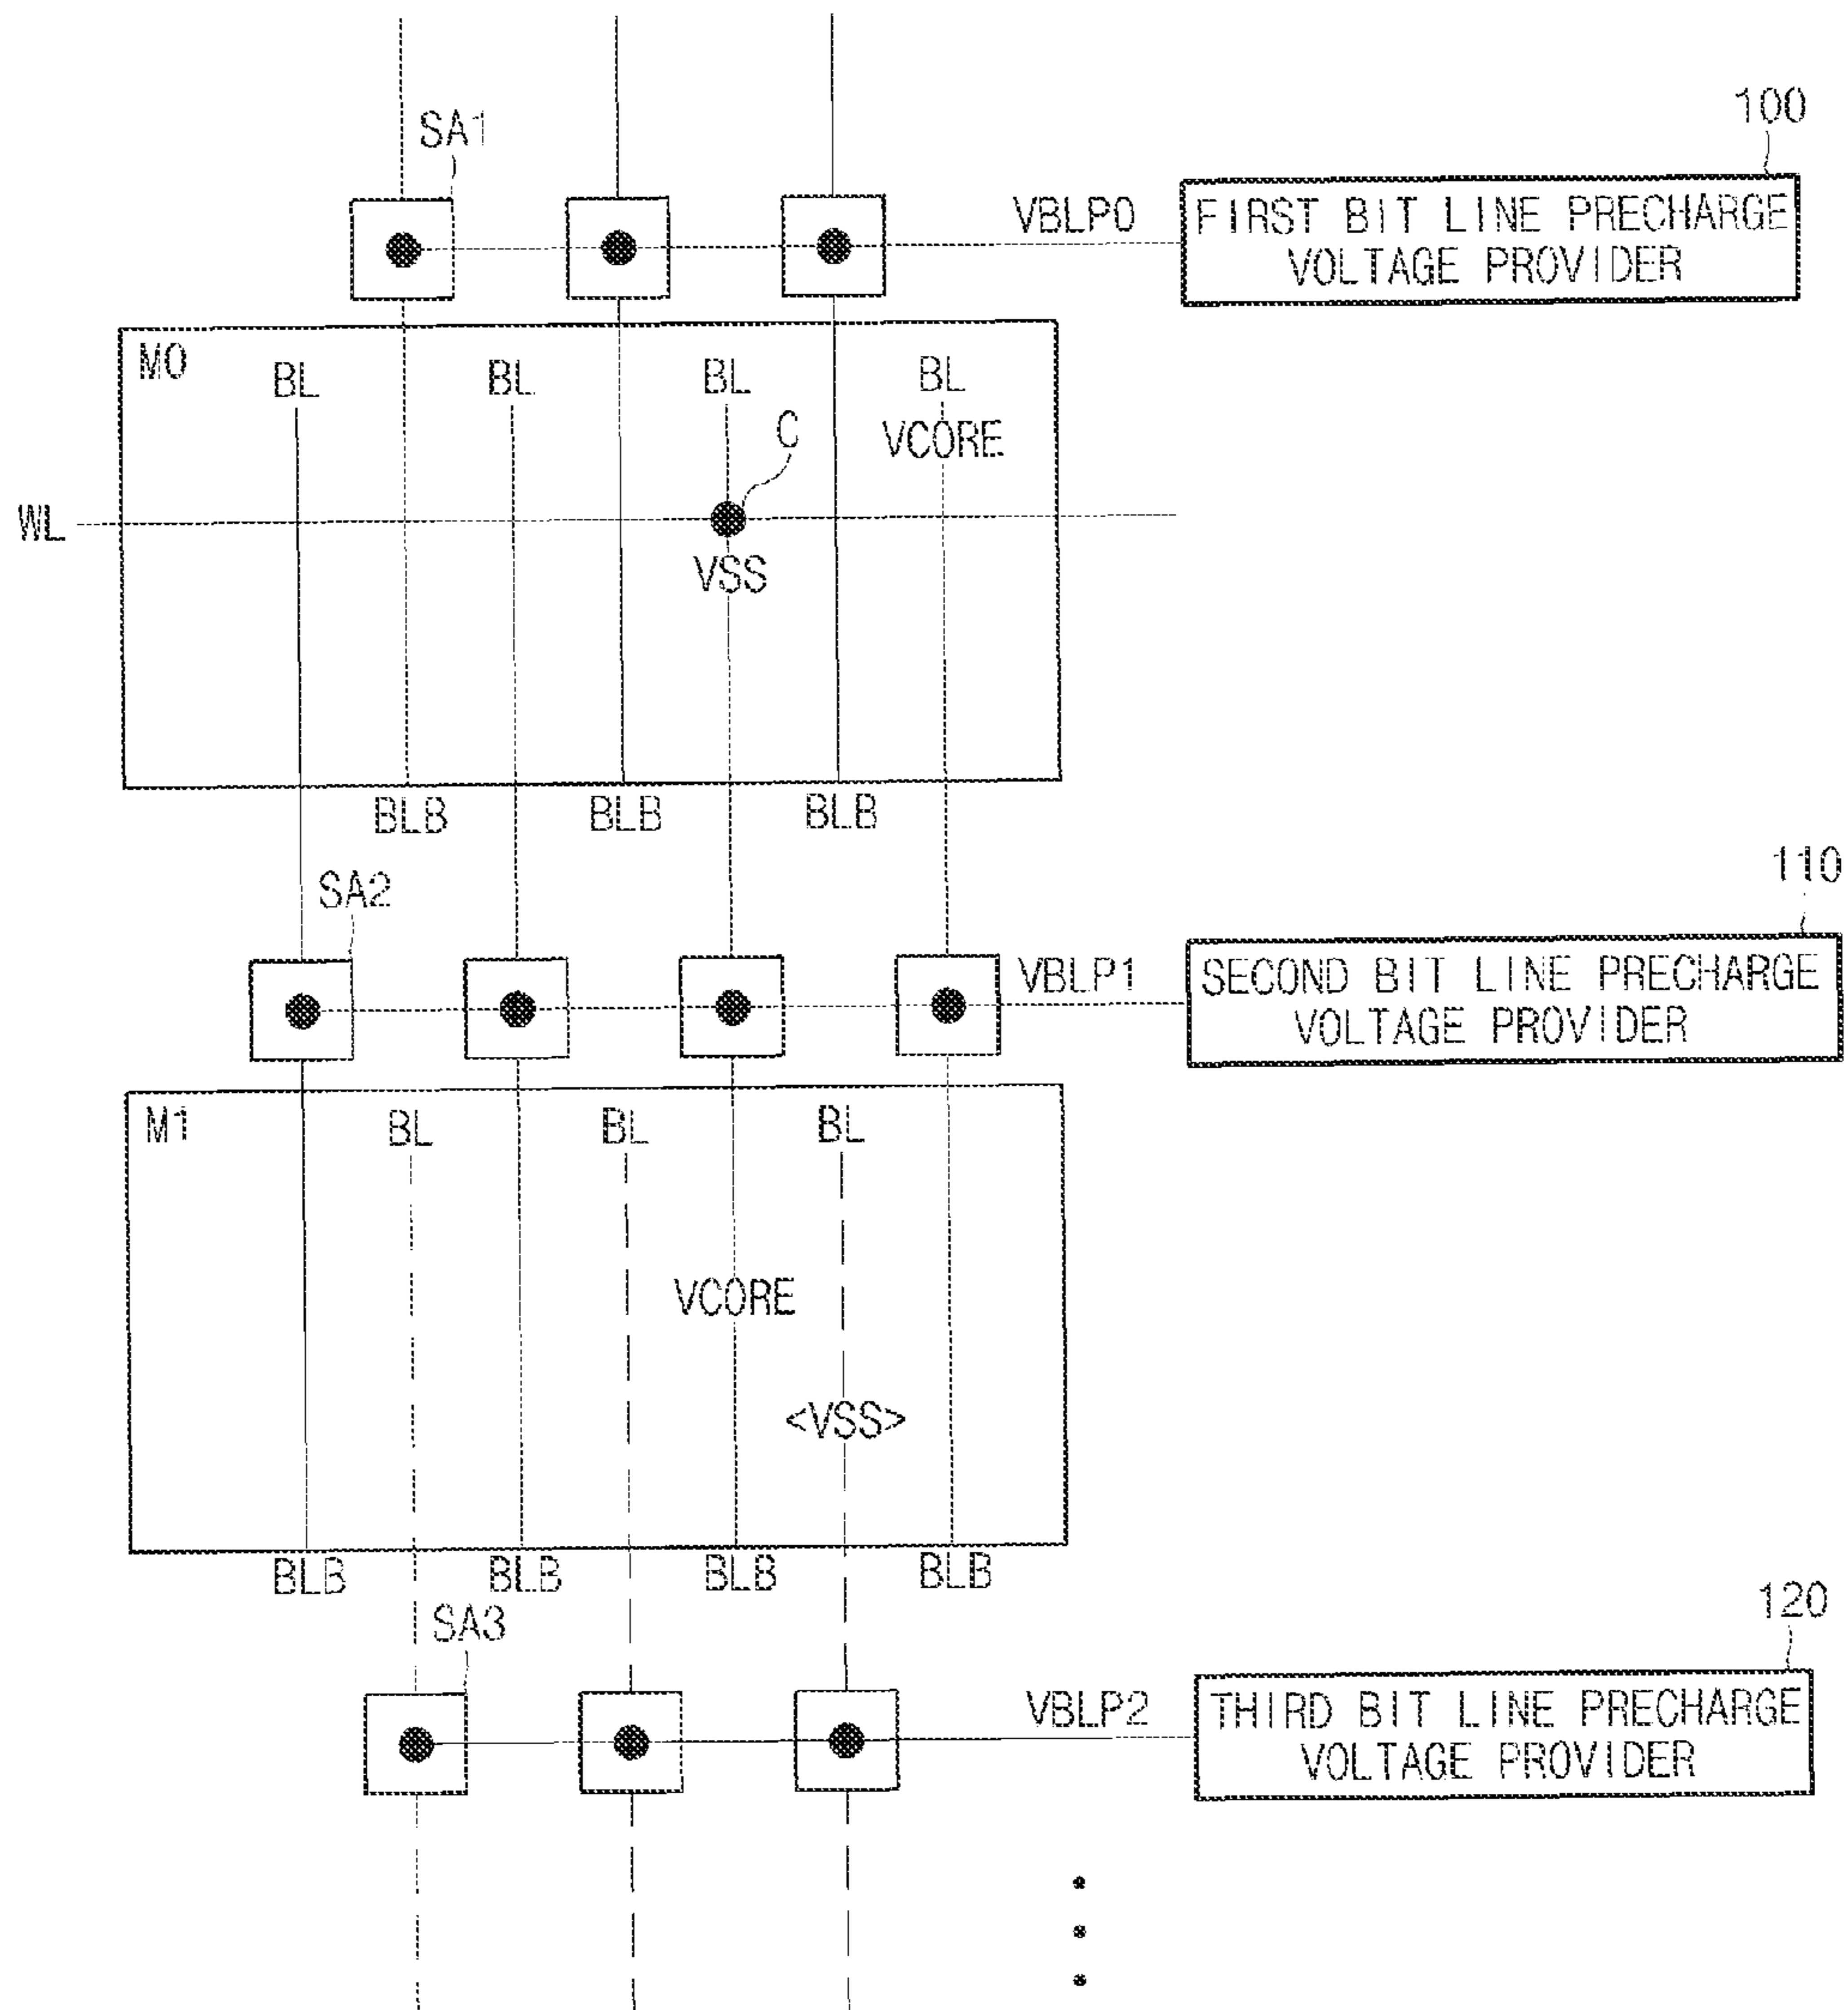 100
SA1
VBLP0
FIRST BIT LINE PRECHARGE
VOLTAGE PROVIDER
M0
BL BL BL BL
C
VCORE
WL
VSS
BLB BLB BLB
110
SA2
VBLP1
SECOND BIT LINE PRECHARGE
VOLTAGE PROVIDER
M1
BL BL BL
VCORE
<VSS>
BLB BLB BLB BLB
120
SA3
VBLP2
THIRD BIT LINE PRECHARGE
VOLTAGE PROVIDER